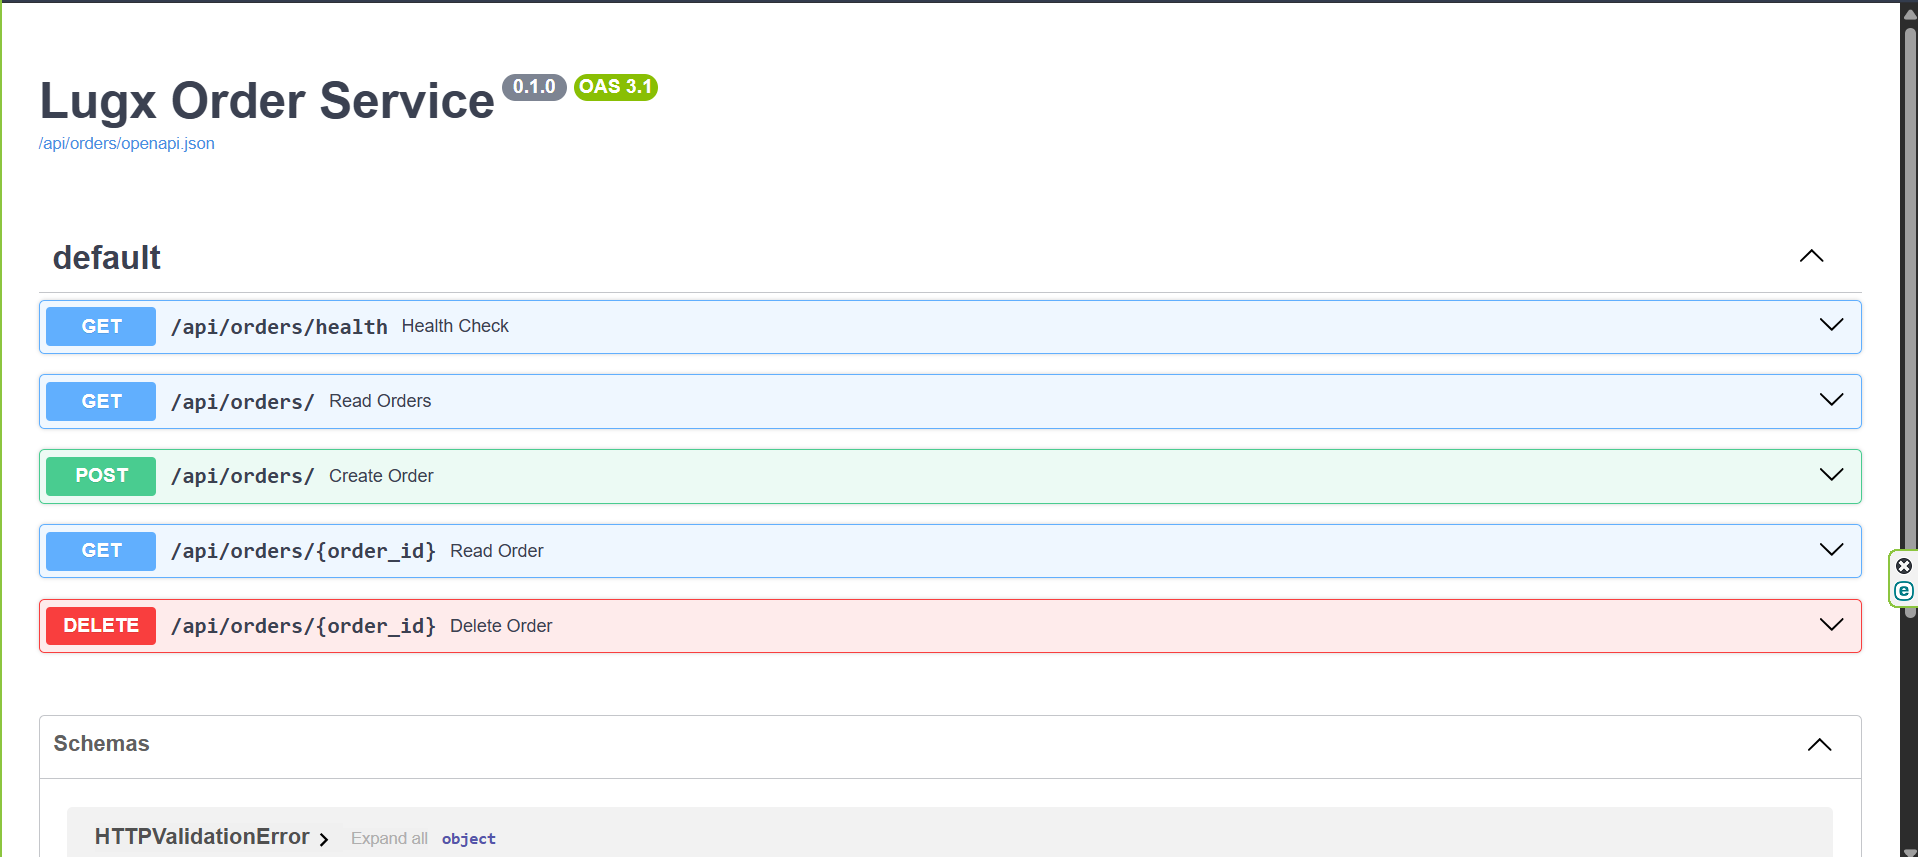 Lugx Order Service 0.1.0 OAS 3.1
/api/orders/openapi.json
default
GET /api/orders/health Health Check
GET /api/orders/ Read Orders
POST /api/orders/ Create Order
GET /api/orders/{order_id} Read Order
DELETE /api/orders/{order_id} Delete Order
Schemas
HTTPValidationError Expand all object
e